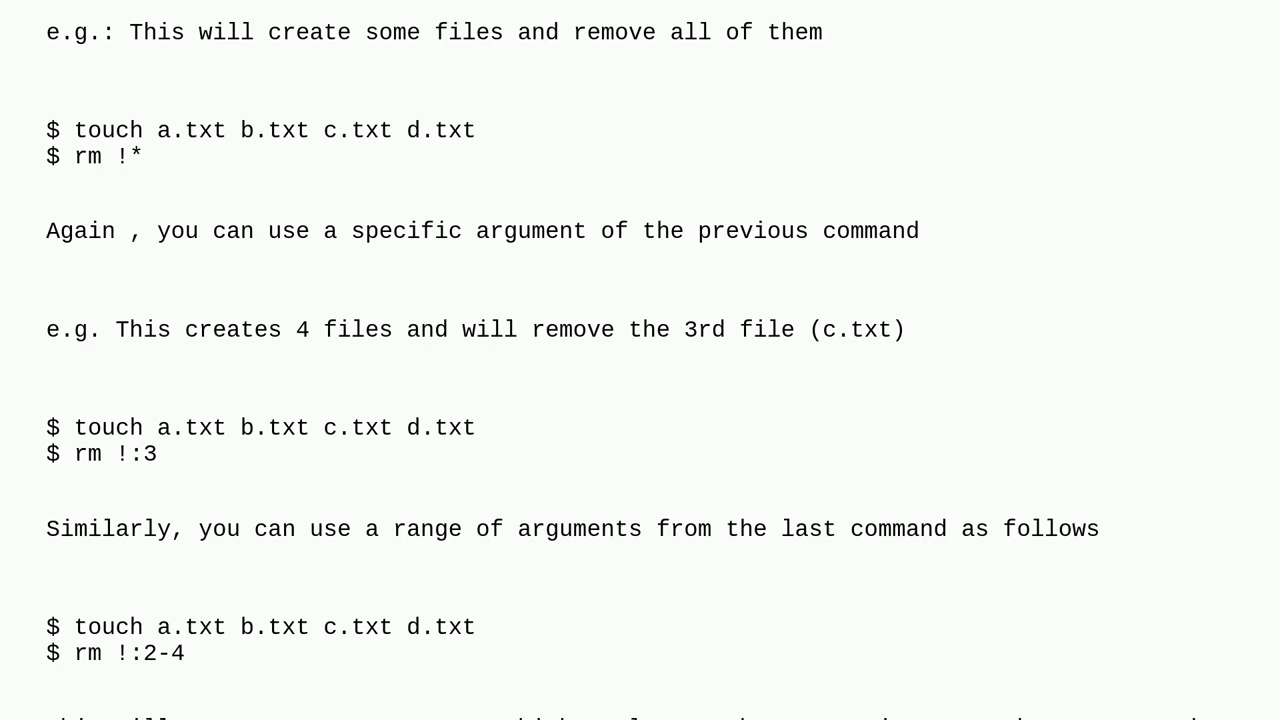 e.g.: This will create some files and remove all of them
$ touch a.txt b.txt c.txt d.txt
$ rm !*
Again , you can use a specific argument of the previous command
e.g. This creates 4 files and will remove the 3rd file (c.txt)
$ touch a.txt b.txt c.txt d.txt
$ rm !:3
Similarly, you can use a range of arguments from the last command as follows
$ touch a.txt b.txt c.txt d.txt
$ rm !:2-4